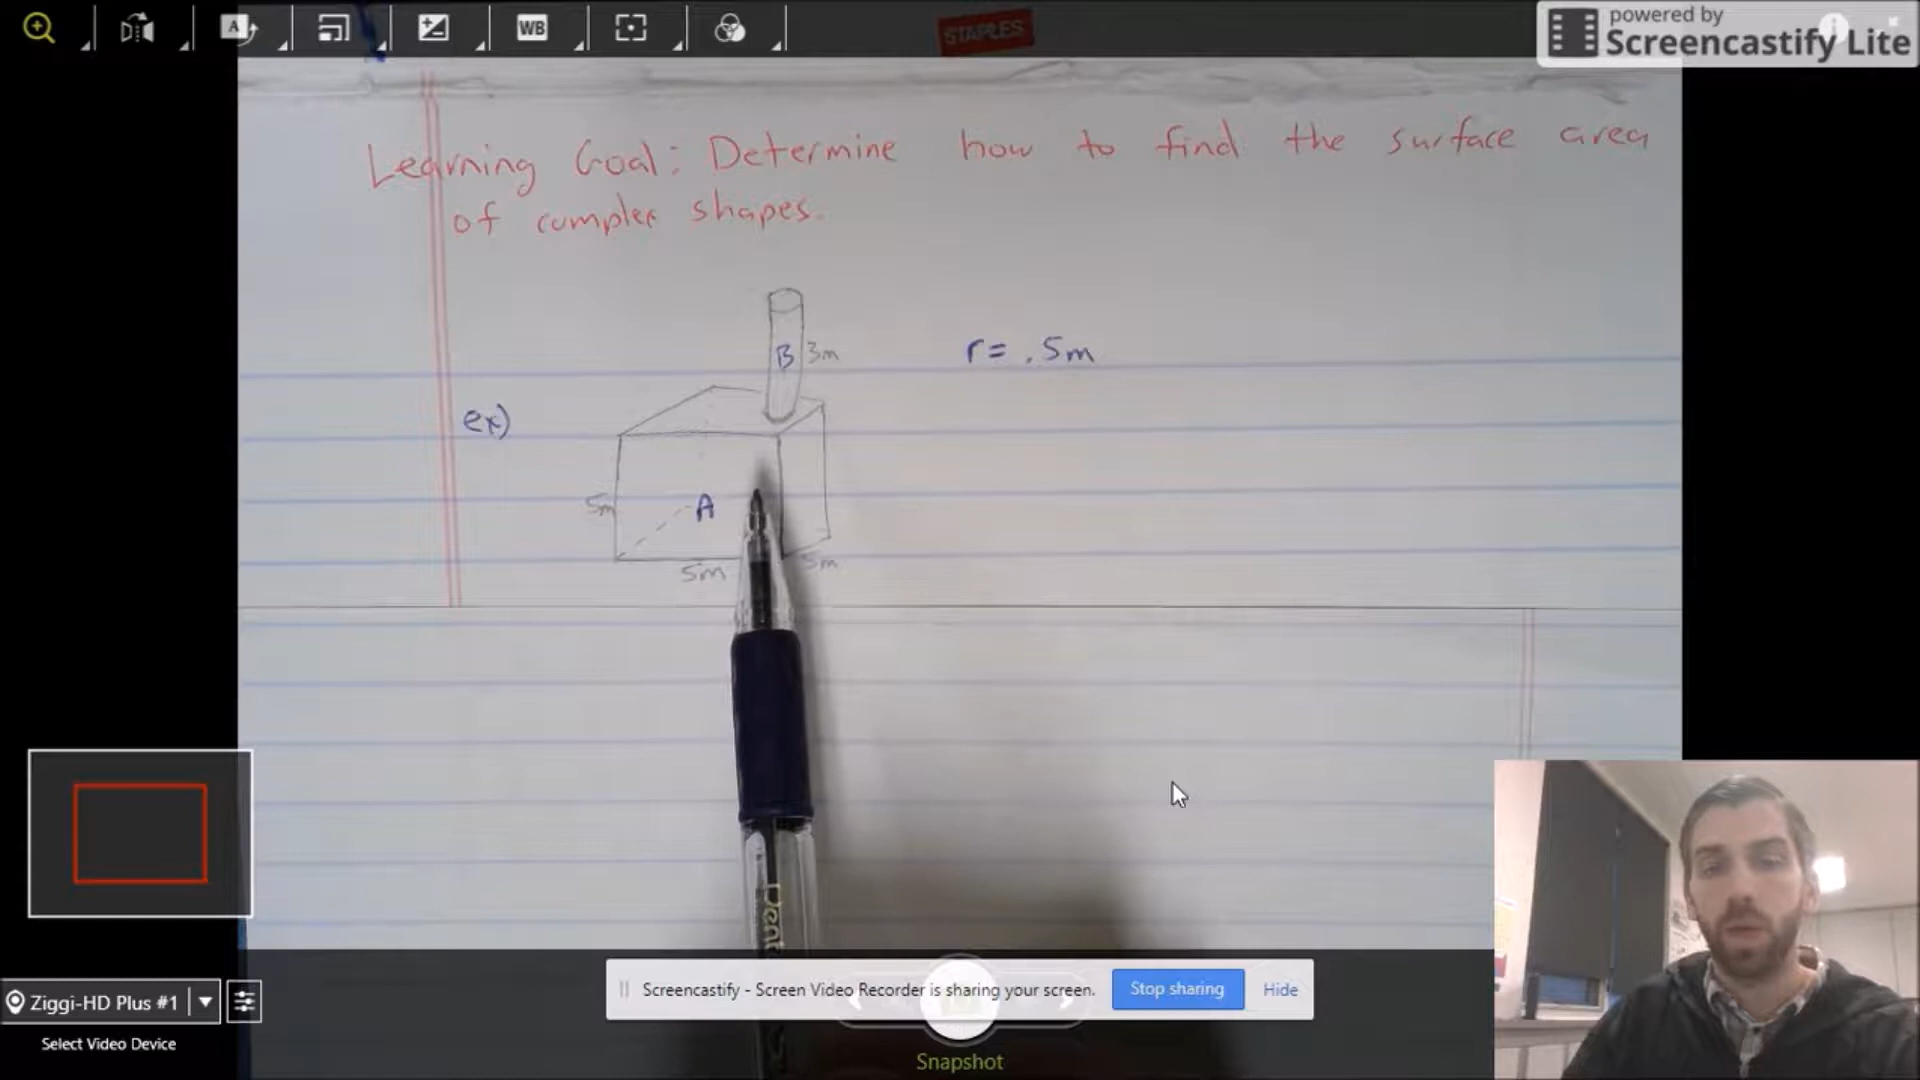 A
WB
STAPLES
powered by
Screencastify Lite
Learning Goal: Determine how to find the surface area
of complex shapes.
B 3m
r= .5m
ex)
5m
A
5m 5m
Pent
Ziggi-HD Plus #1
Select Video Device
Screencastify - Screen Video Recorder is sharing your screen.
Stop sharing
Hide
Snapshot